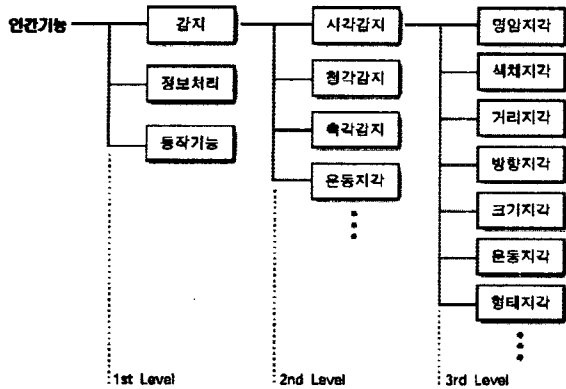 인간기능
감지
정보처리
동작기능
시각감지
청각감지
촉각감지
운동지각
명암지각
색채지각
거리지각
방향지각
크기지각
운동지각
형태지각
1st Level
2nd Level
3rd Level